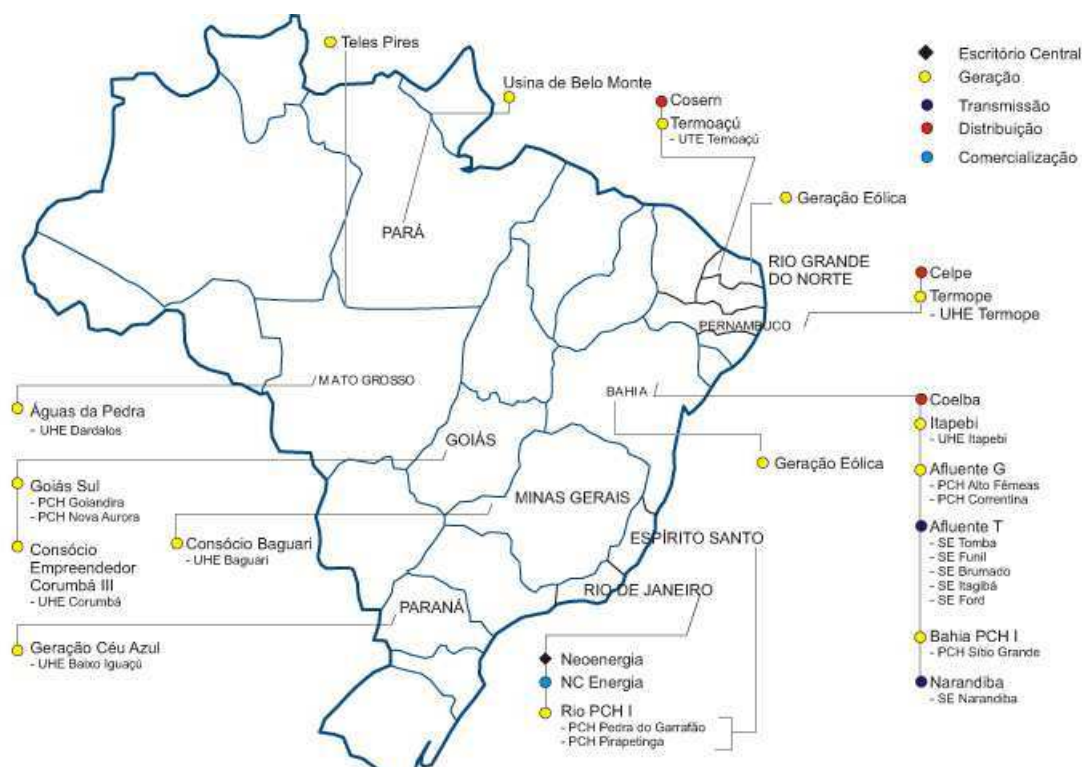 Teles Pires
Usina de Belo Monte
Cosern
Termoaçú
- UTE Temoaçú
Escritório Central
Geração
Transmissão
Distribuição
Comercialização
Geração Eólica
PARÁ
RIO GRANDE
DO NORTE
Celpe
Termope
- UHE Termope
PERNAMBUCO
MATO GROSSO
BAHIA
Águas da Pedra
- UHE Dardalos
Coelba
Itapebi
- UHE Itapebi
GOIÁS
Geração Eólica
Afluente G
- PCH Alto Fêmeas
- PCH Correntina
Goiás Sul
- PCH Goiandira
- PCH Nova Aurora
MINAS GERAIS
Afluente T
- SE Tomba
- SE Funil
- SE Brumado
- SE Itagibá
- SE Ford
Consócio
Empreendedor
Corumbá III
- UHE Corumbá
Consócio Baguari
- UHE Baguari
ESPÍRITO SANTO
RIO DE JANEIRO
PARANÁ
Geração Céu Azul
- UHE Baixo Iguaçú
Bahia PCH I
- PCH Sítio Grande
Neoenergia
NC Energia
Narandiba
- SE Narandiba
Rio PCH I
- PCH Pedra do Garrafão
- PCH Pirapetinga